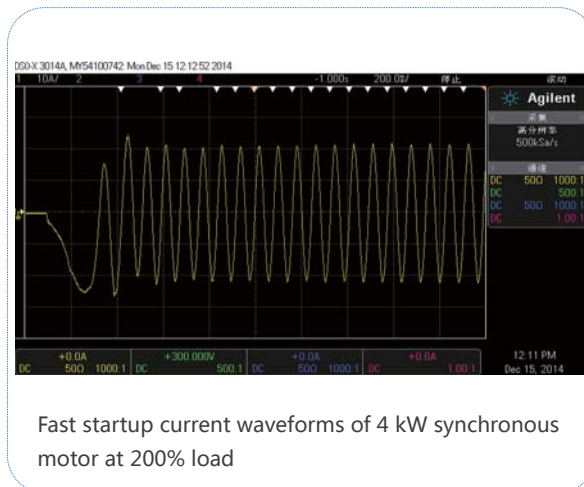 DSO-X 3014A, MY54100742: Mon Dec 15 12:12:52 2014
1 10A/ 2 3 4 -1.000s 200.0s/ 停止 滚动
Agilent
采集
高分辨率
500kSa/s
通道
DC 50Ω 1000:1
DC 500:1
DC 50Ω 1000:1
DC 1.00:1
+0.0A +300.000V +0.0A +0.0A 12:11 PM
DC 50Ω 1000:1 DC 500:1 DC 50Ω 1000:1 DC 1.00:1 Dec 15, 2014
Fast startup current waveforms of 4 kW synchronous
motor at 200% load